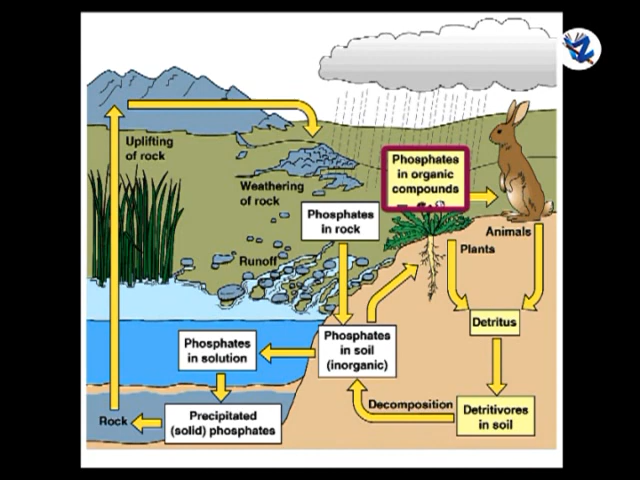 Uplifting
of rock
Weathering
of rock
Phosphates
in organic
compounds
Phosphates
in rock
Animals
Plants
Runoff
Detritus
Phosphates
in solution
Phosphates
in soil
(inorganic)
Decomposition
Detritivores
in soil
Rock
Precipitated
(solid) phosphates